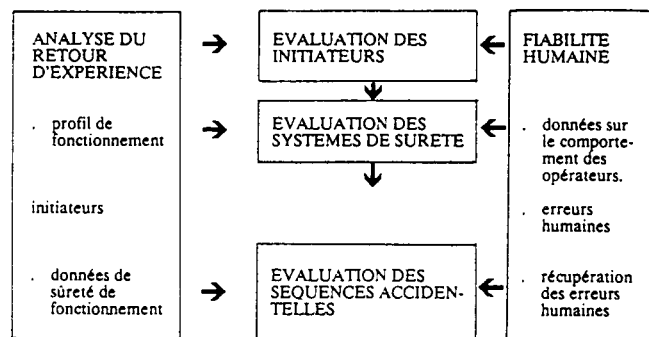 ANALYSE DU
RETOUR
D'EXPERIENCE
. profil de
fonctionnement
initiateurs
. données de
sûreté de
fonctionnement
EVALUATION DES
INITIATEURS
EVALUATION DES
SYSTEMES DE SURETE
EVALUATION DES
SEQUENCES ACCIDEN-
TELLES
FIABILITE
HUMAINE
. données sur
le comporte-
ment des
opérateurs.
. erreurs
humaines
. récupération
des erreurs
humaines